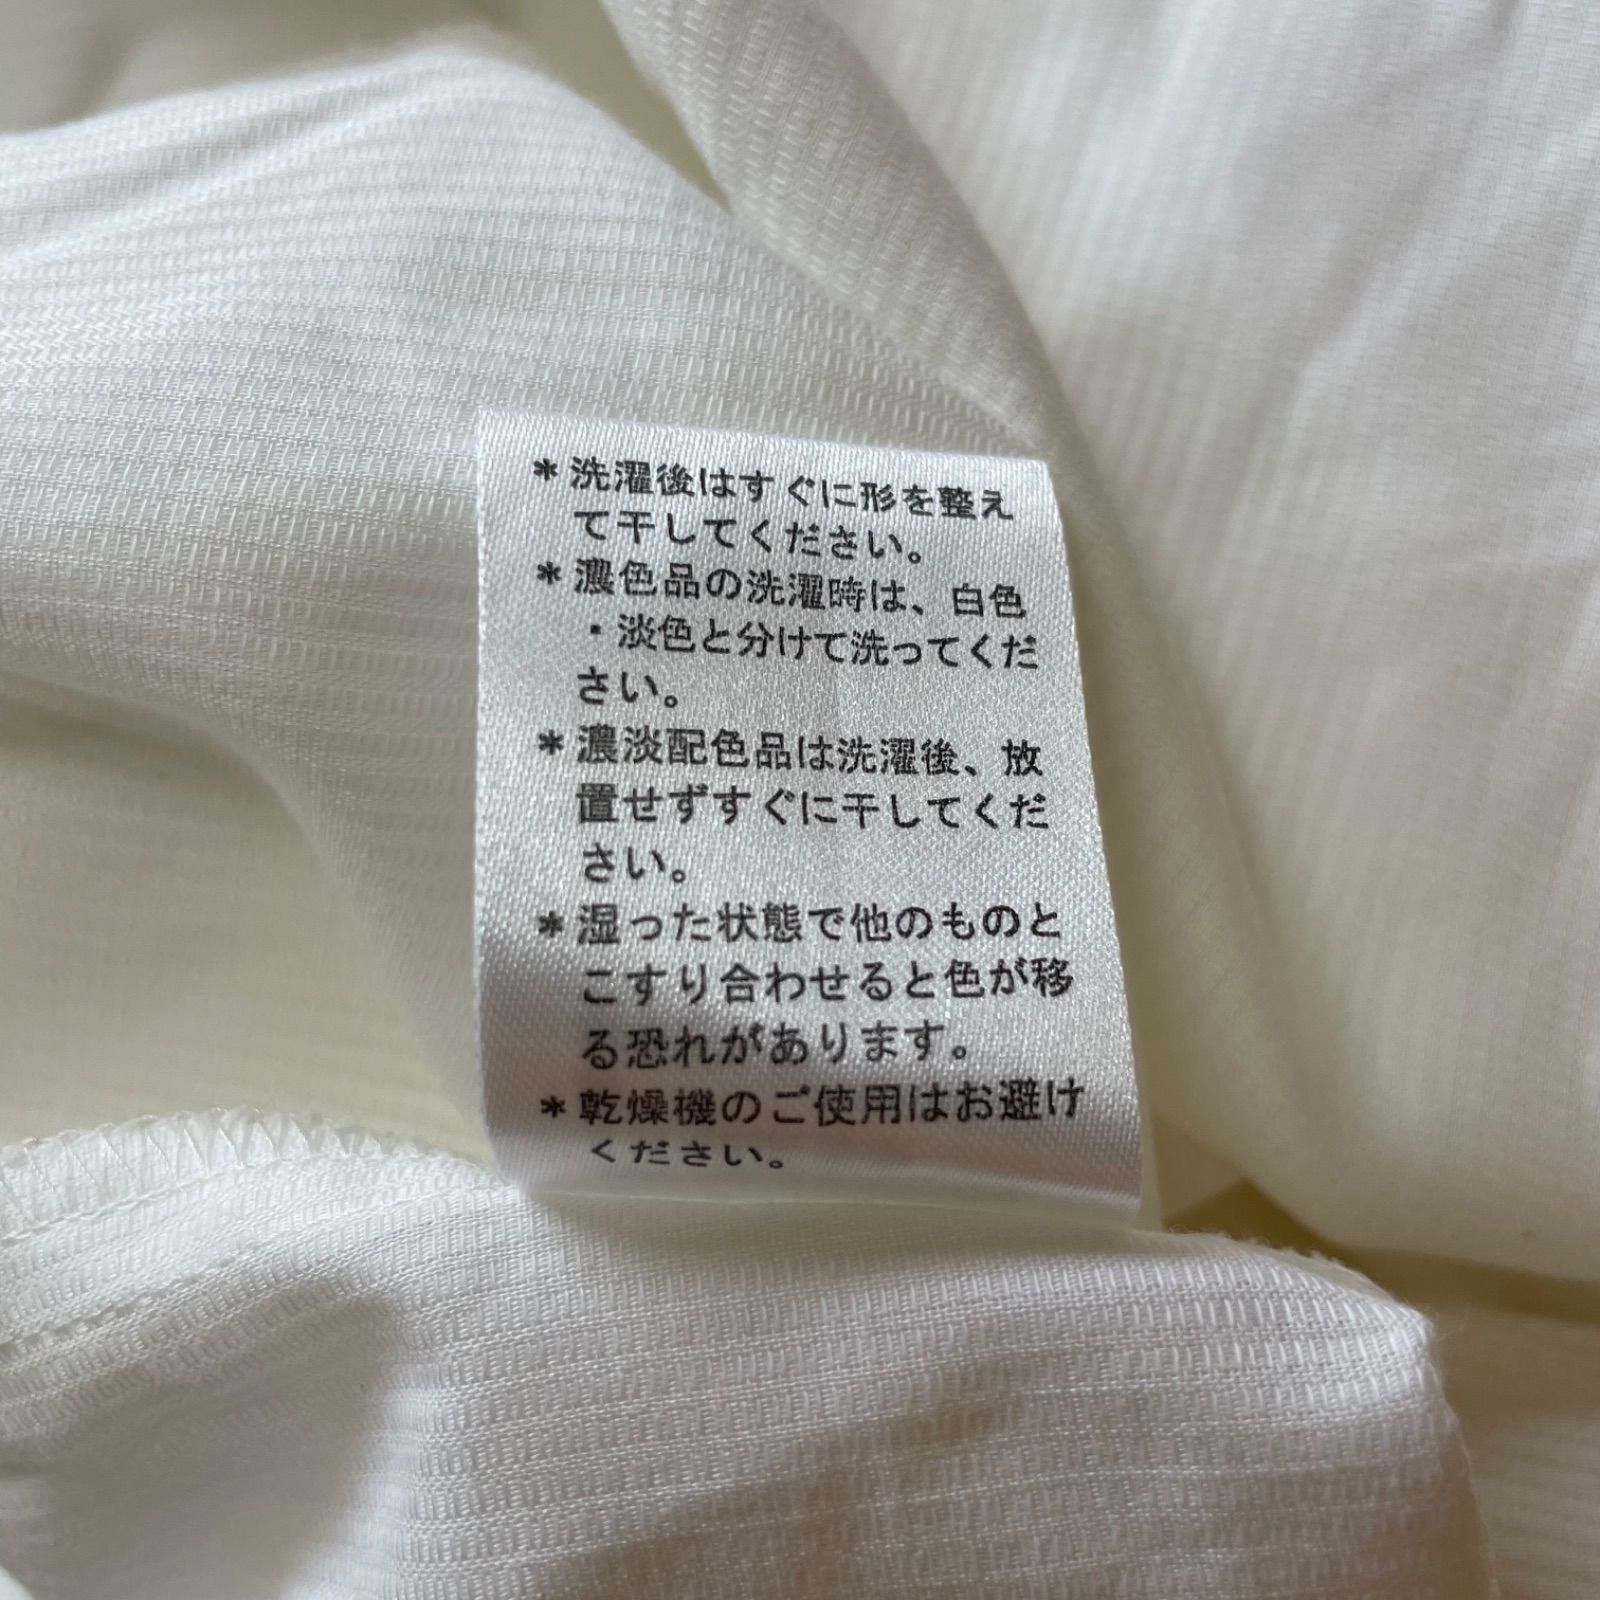 ＊洗濯後はすぐに形を整え
て干してください。
＊濃色品の洗濯時は、白色
・淡色と分けて洗ってくだ
さい。
＊濃淡配色品は洗濯後、放
置せずすぐに干してくだ
さい。
＊湿った状態で他のものと
こすり合わせると色が移
る恐れがあります。
＊乾燥機のご使用はお避け
ください。